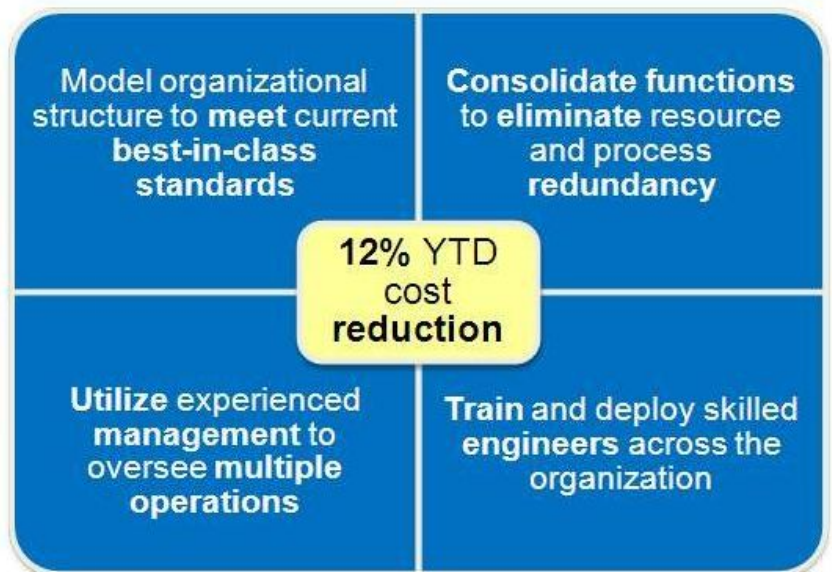 Model organizational
structure to meet current
best-in-class
standards
Consolidate functions
to eliminate resource
and process
redundancy
12% YTD
cost
reduction
Utilize experienced
management to
oversee multiple
operations
Train and deploy skilled
engineers across the
organization